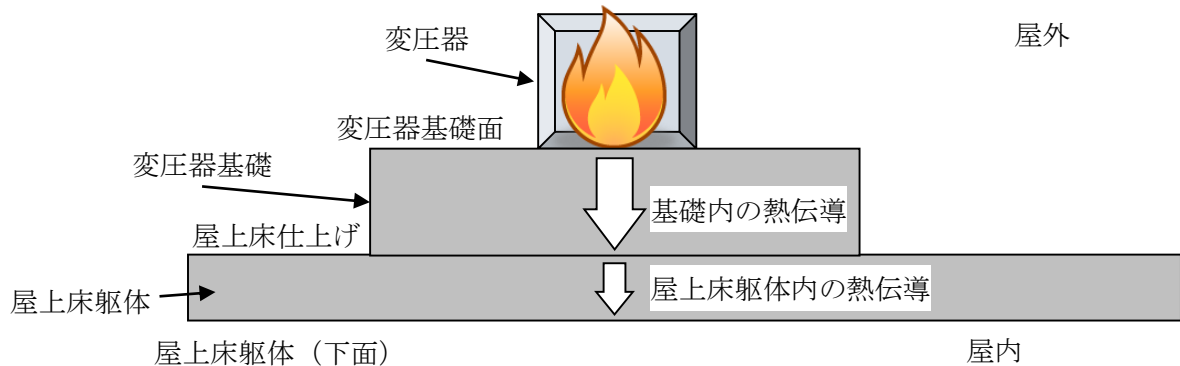 屋外
変圧器
変圧器基礎面
変圧器基礎
基礎内の熱伝導
屋上床仕上げ
屋上床躯体
屋上床躯体内の熱伝導
屋上床躯体（下面）
屋内